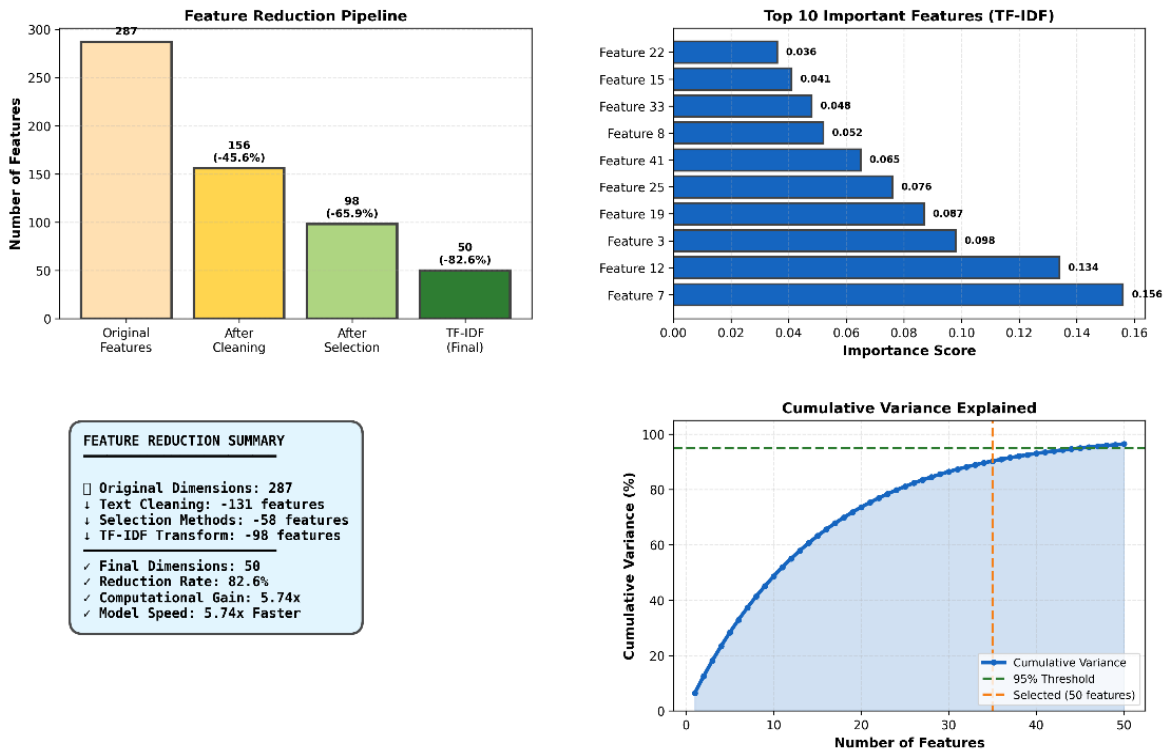 Feature Reduction Pipeline
Number of Features
300
250
200
150
100
50
0
287
156
(-45.6%)
98
(-65.9%)
50
(-82.6%)
Original
Features
After
Cleaning
After
Selection
TF-IDF
(Final)
Top 10 Important Features (TF-IDF)
Feature 22 0.036
Feature 15 0.041
Feature 33 0.048
Feature 8 0.052
Feature 41 0.065
Feature 25 0.076
Feature 19 0.087
Feature 3 0.098
Feature 12 0.134
Feature 7 0.156
0.00 0.02 0.04 0.06 0.08 0.10 0.12 0.14 0.16
Importance Score
FEATURE REDUCTION SUMMARY
Original Dimensions: 287
↓ Text Cleaning: -131 features
↓ Selection Methods: -58 features
↓ TF-IDF Transform: -98 features
✓ Final Dimensions: 50
✓ Reduction Rate: 82.6%
✓ Computational Gain: 5.74x
✓ Model Speed: 5.74x Faster
Cumulative Variance Explained
Cumulative Variance (%)
100
80
60
40
20
0
Cumulative Variance
95% Threshold
Selected (50 features)
0 10 20 30 40 50
Number of Features